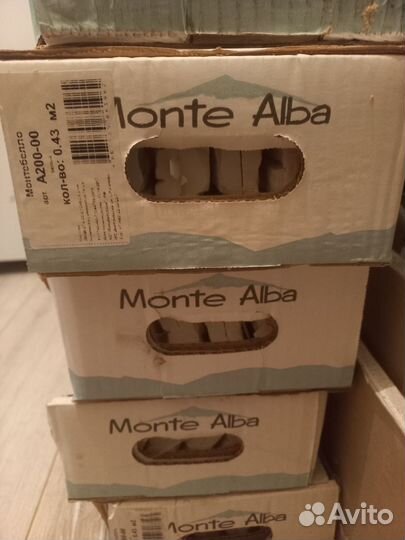 Монтебелло
арт. A200-00
кол-во: 0.43 м2
Monte Alba
Monte Alba
Monte Alba
Monte Alba
Avito